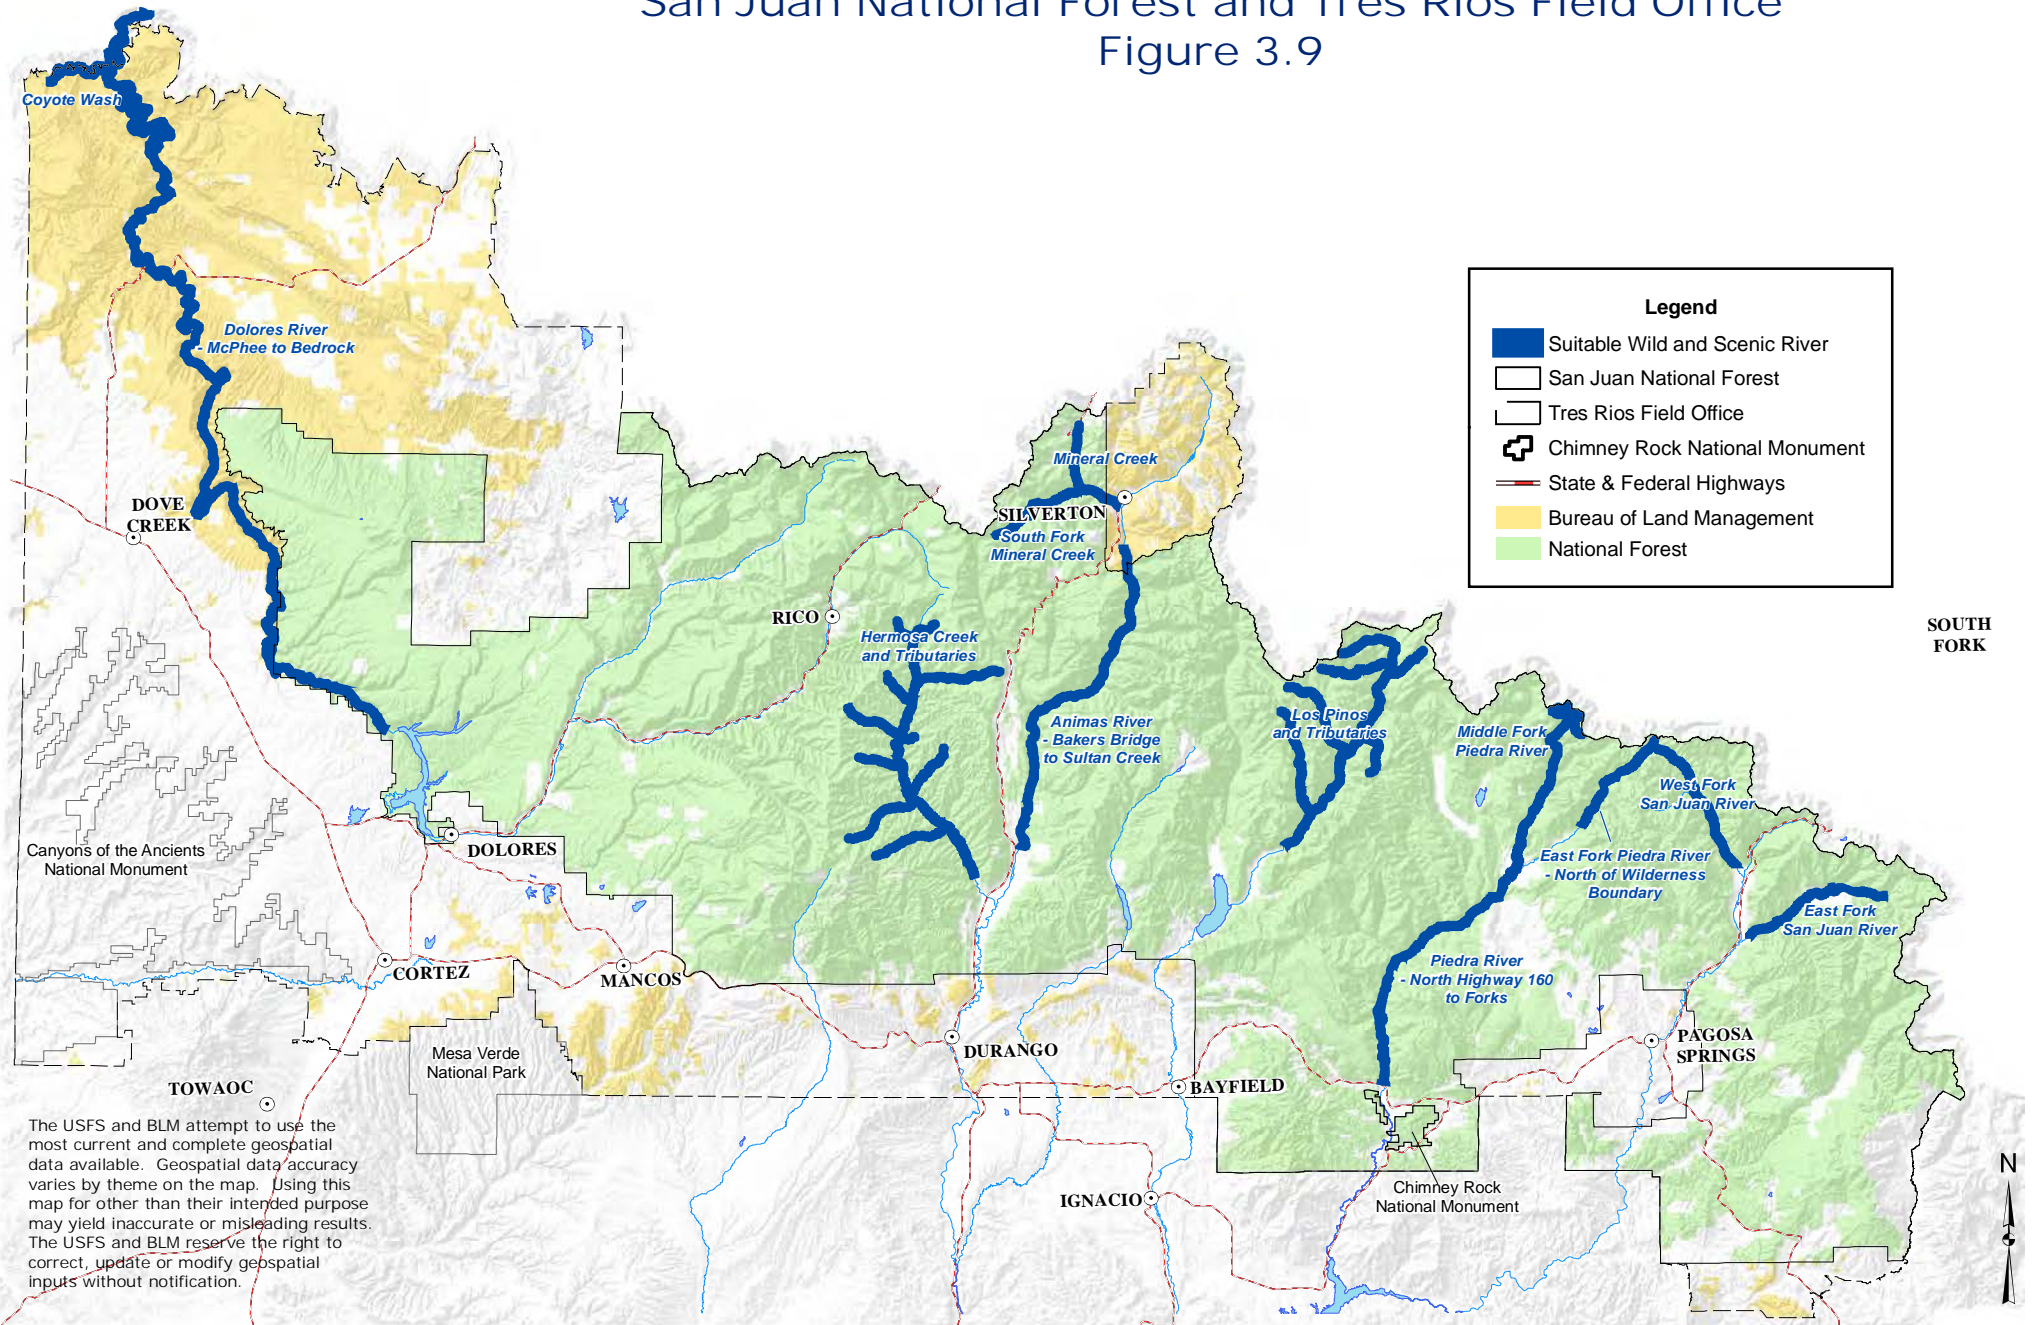 San Juan National Forest and Tres Rios Field Office
Figure 3.9
Coyote Wash
Dolores River
- McPhee to Bedrock
Legend
Suitable Wild and Scenic River
San Juan National Forest
Tres Rios Field Office
Chimney Rock National Monument
State & Federal Highways
Bureau of Land Management
National Forest
Mineral Creek
DOVE
CREEK
SILVERTON
South Fork
Mineral Creek
RICO
Hermosa Creek
and Tributaries
SOUTH
FORK
Animas River
- Bakers Bridge
to Sultan Creek
Los Pinos
and Tributaries
Middle Fork
Piedra River
West Fork
San Juan River
Canyons of the Ancients
National Monument
DOLORES
East Fork Piedra River
- North of Wilderness
Boundary
East Fork
San Juan River
CORTEZ
MANCOS
Piedra River
- North Highway 160
to Forks
Mesa Verde
National Park
DURANGO
PAGOSA
SPRINGS
TOWAOC
BAYFIELD
The USFS and BLM attempt to use the
most current and complete geospatial
data available. Geospatial data accuracy
varies by theme on the map. Using this
map for other than their intended purpose
may yield inaccurate or misleading results.
The USFS and BLM reserve the right to
correct, update or modify geospatial
inputs without notification.
IGNACIO
Chimney Rock
National Monument
N